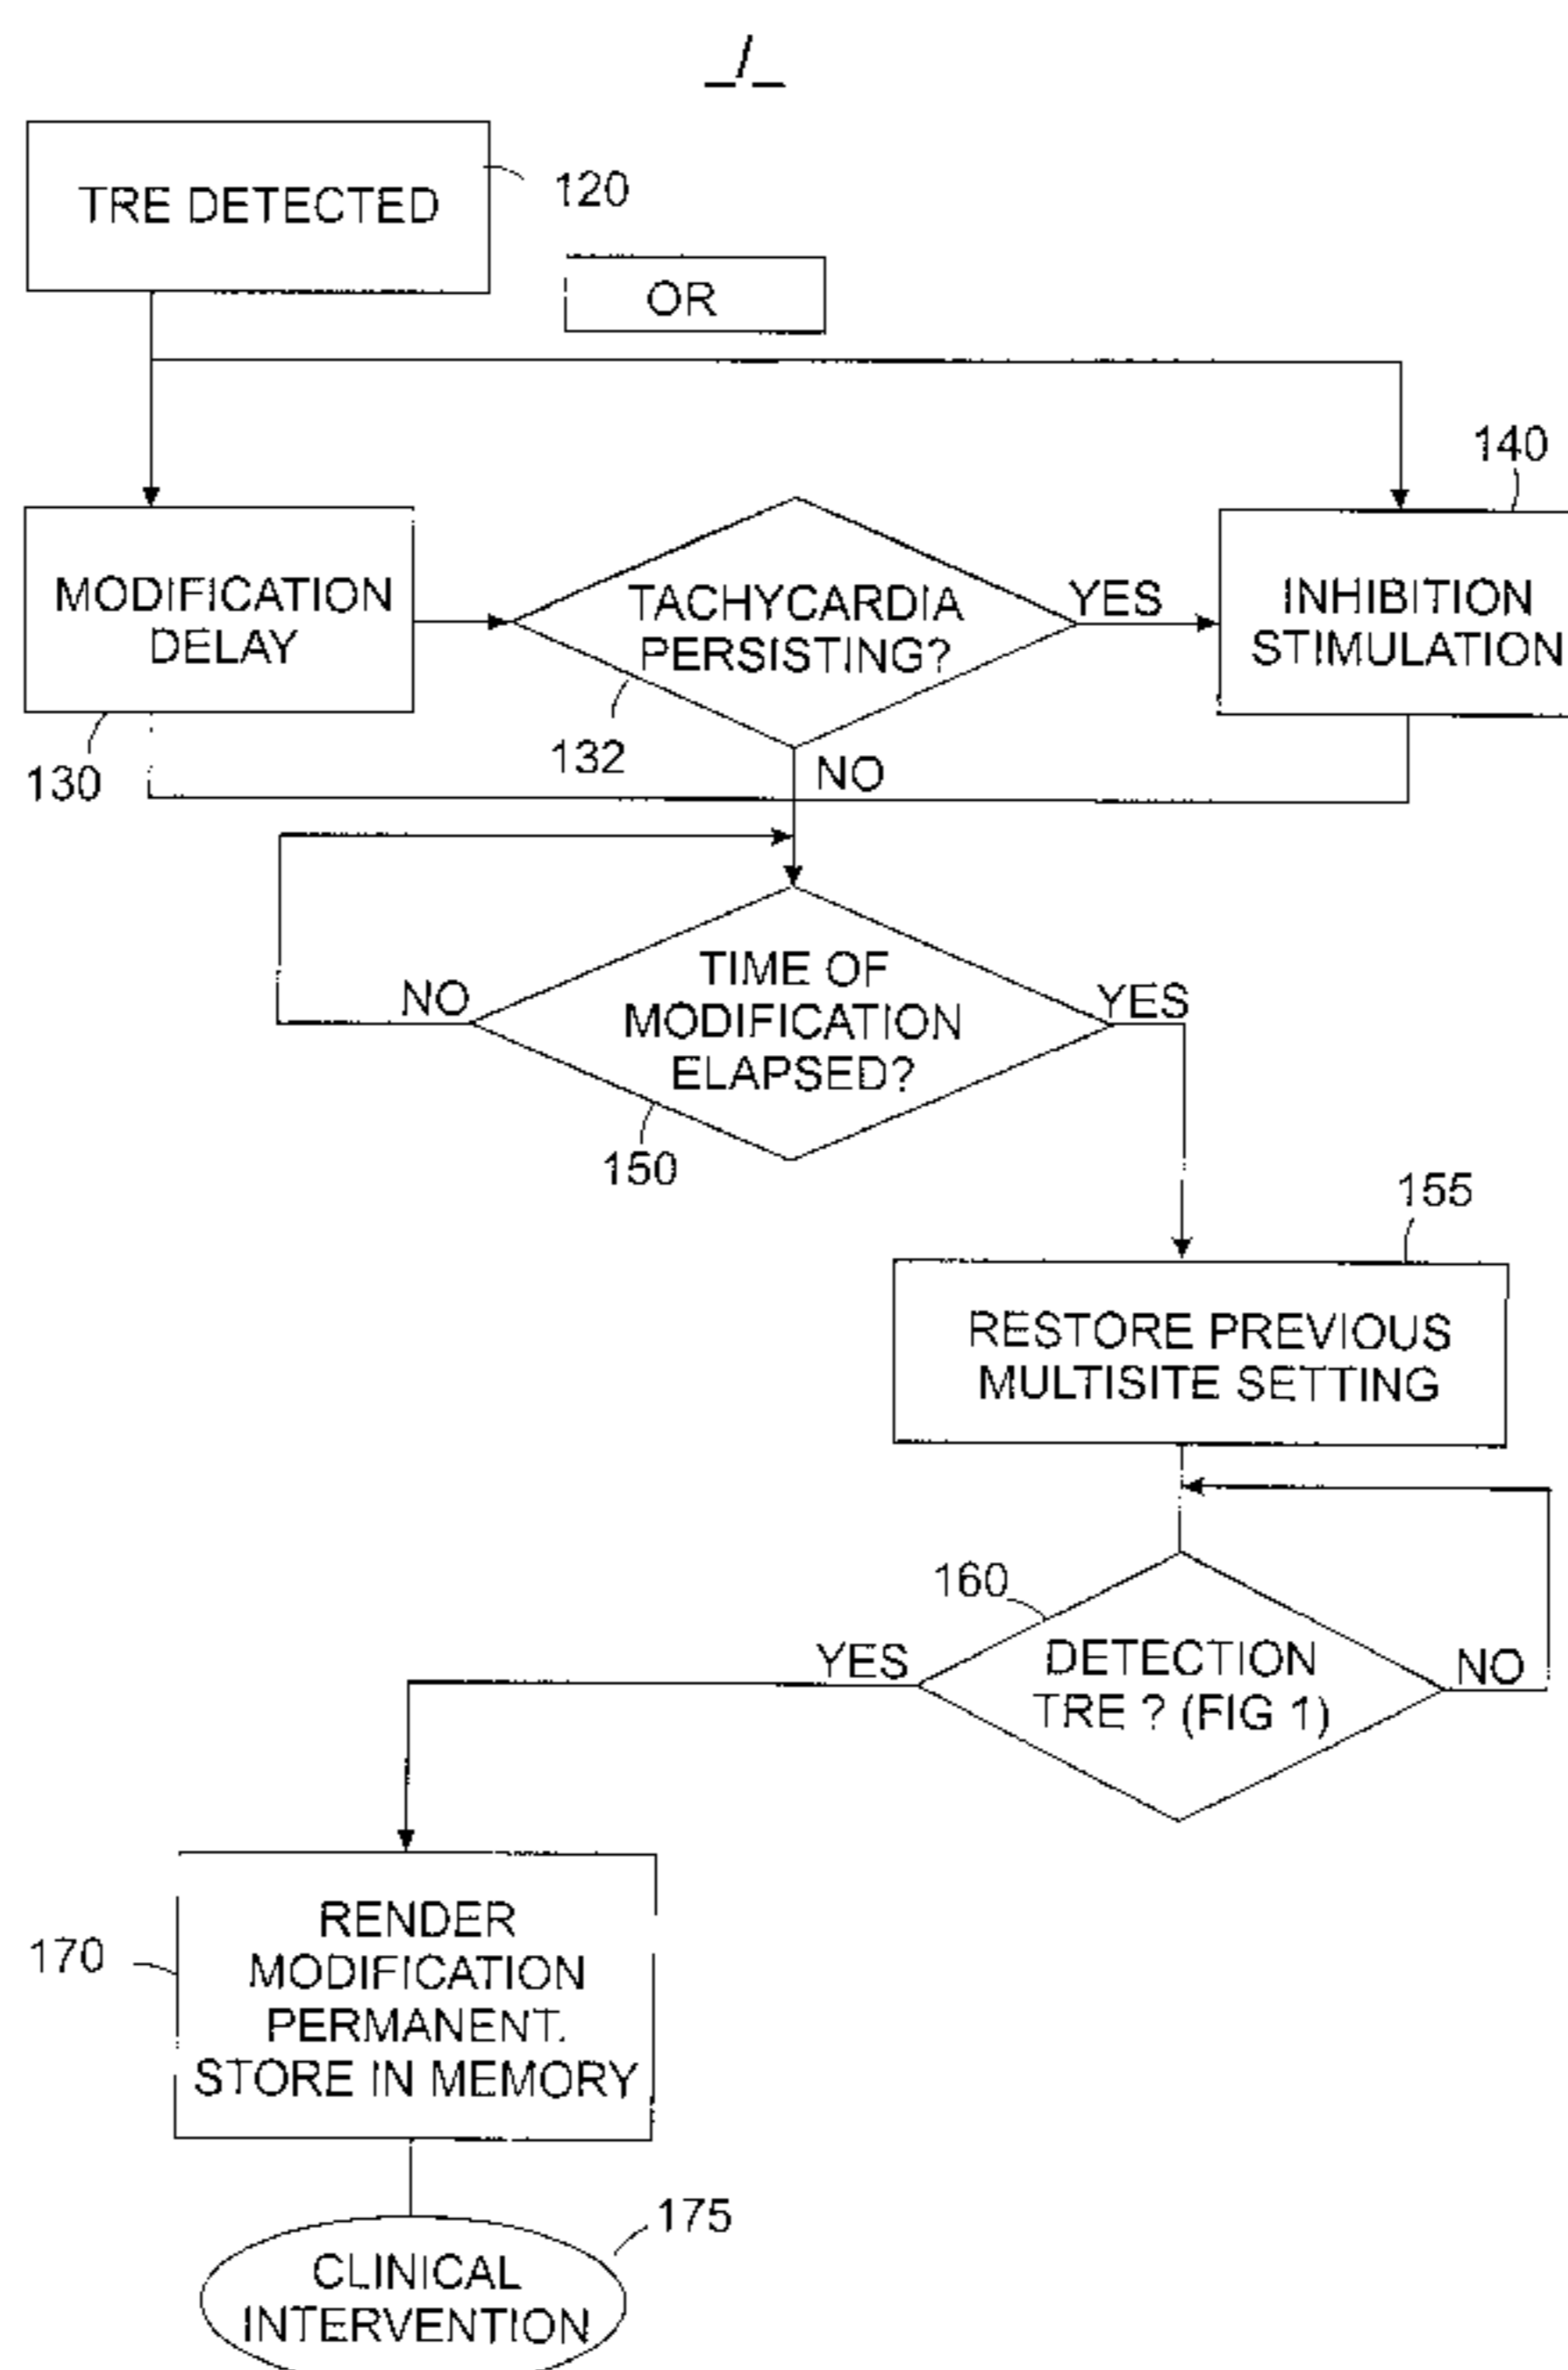 _/_
TRE DETECTED
120
OR
140
MODIFICATION
DELAY
TACHYCARDIA
PERSISTING?
YES
INHIBITION
STIMULATION
130
132
NO
NO
TIME OF
MODIFICATION
ELAPSED?
YES
150
155
RESTORE PREVIOUS
MULTISITE SETTING
160
YES
DETECTION
TRE ? (FIG 1)
NO
170
RENDER
MODIFICATION
PERMANENT.
STORE IN MEMORY
175
CLINICAL
INTERVENTION